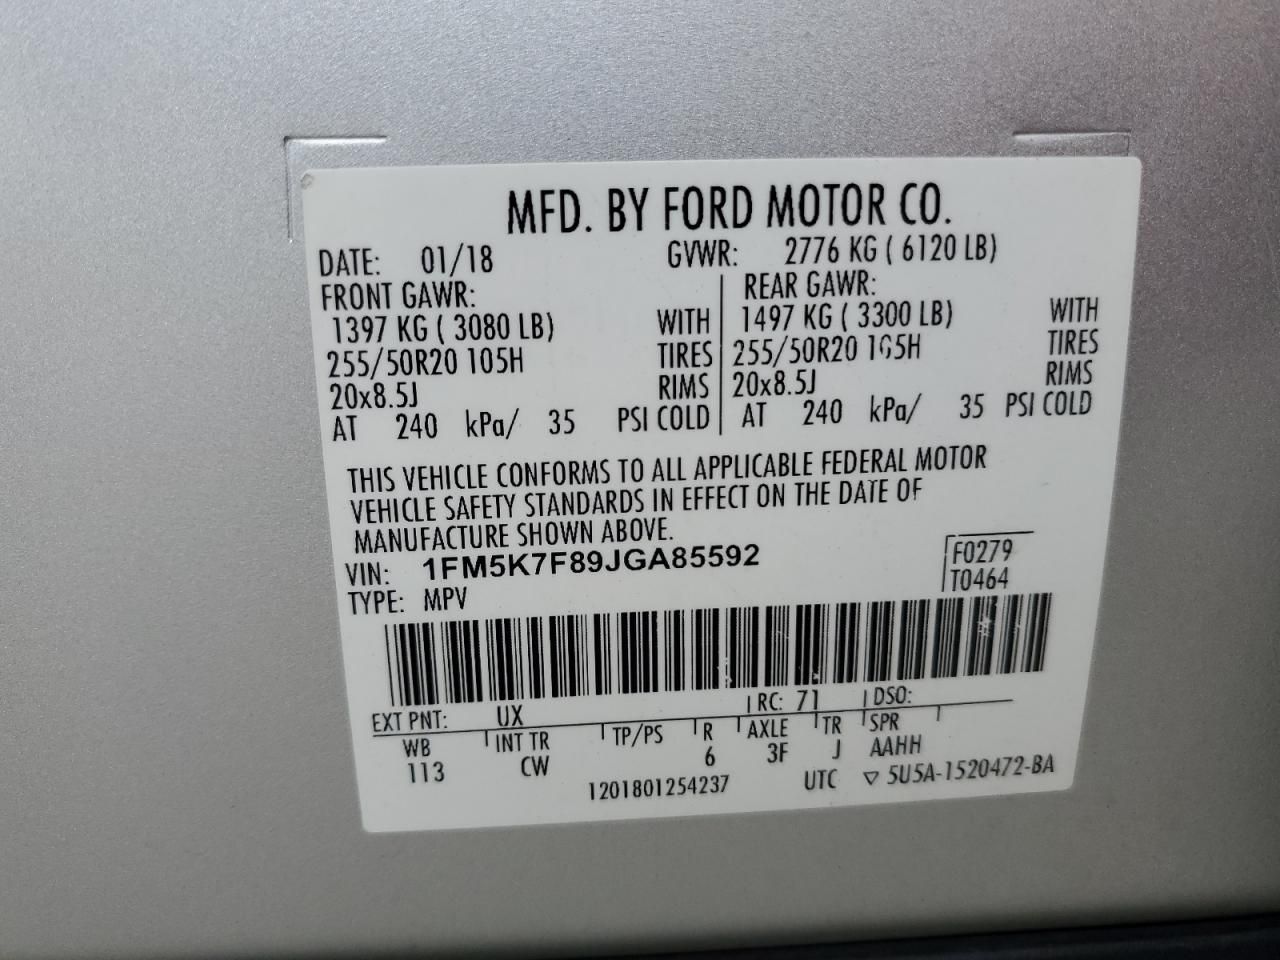 MFD. BY FORD MOTOR CO.
DATE: 01/18 GVWR: 2776 KG ( 6120 LB)
FRONT GAWR: REAR GAWR:
1397 KG ( 3080 LB) WITH 1497 KG ( 3300 LB) WITH
255/50R20 105H TIRES 255/50R20 105H TIRES
20x8.5J RIMS 20x8.5J RIMS
AT 240 kPa/ 35 PSI COLD AT 240 kPa/ 35 PSI COLD
THIS VEHICLE CONFORMS TO ALL APPLICABLE FEDERAL MOTOR
VEHICLE SAFETY STANDARDS IN EFFECT ON THE DATE OF
MANUFACTURE SHOWN ABOVE.
VIN: 1FM5K7F89JGA85592 F0279
TYPE: MPV T0464
EXT PNT: UX RC: 71 DSO:
WB INT TR TP/PS R AXLE TR SPR
113 CW 6 3F J AAHH
1201801254237 UTC ▽ 5U5A-1520472-BA